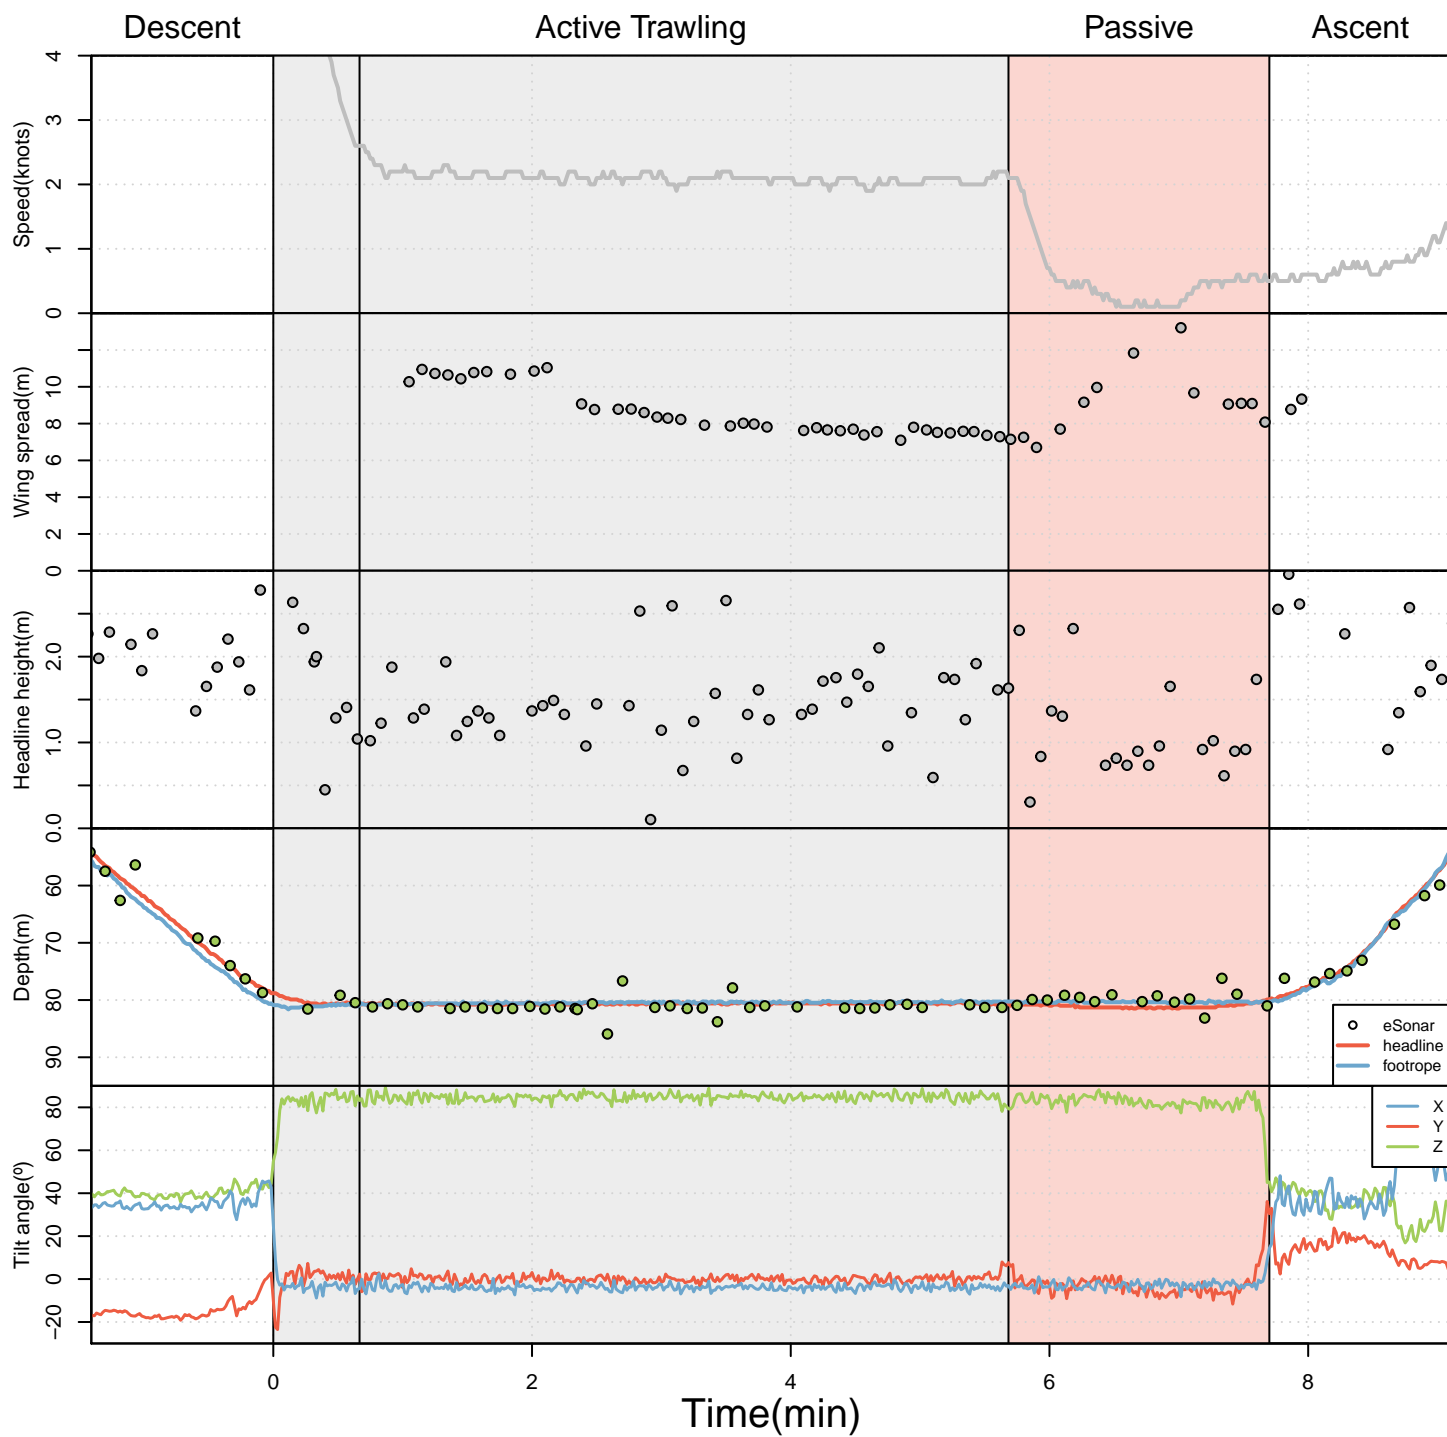 Descent Active Trawling Passive Ascent
Speed(knots)
4
3
2
1
0
Wing spread(m)
10
8
6
4
2
0
Headline height(m)
2.0
1.0
0.0
Depth(m)
60
70
80
90
eSonar
headline
footrope
Tilt angle(º)
80
60
40
20
0
−20
X
Y
Z
0 2 4 6 8
Time(min)